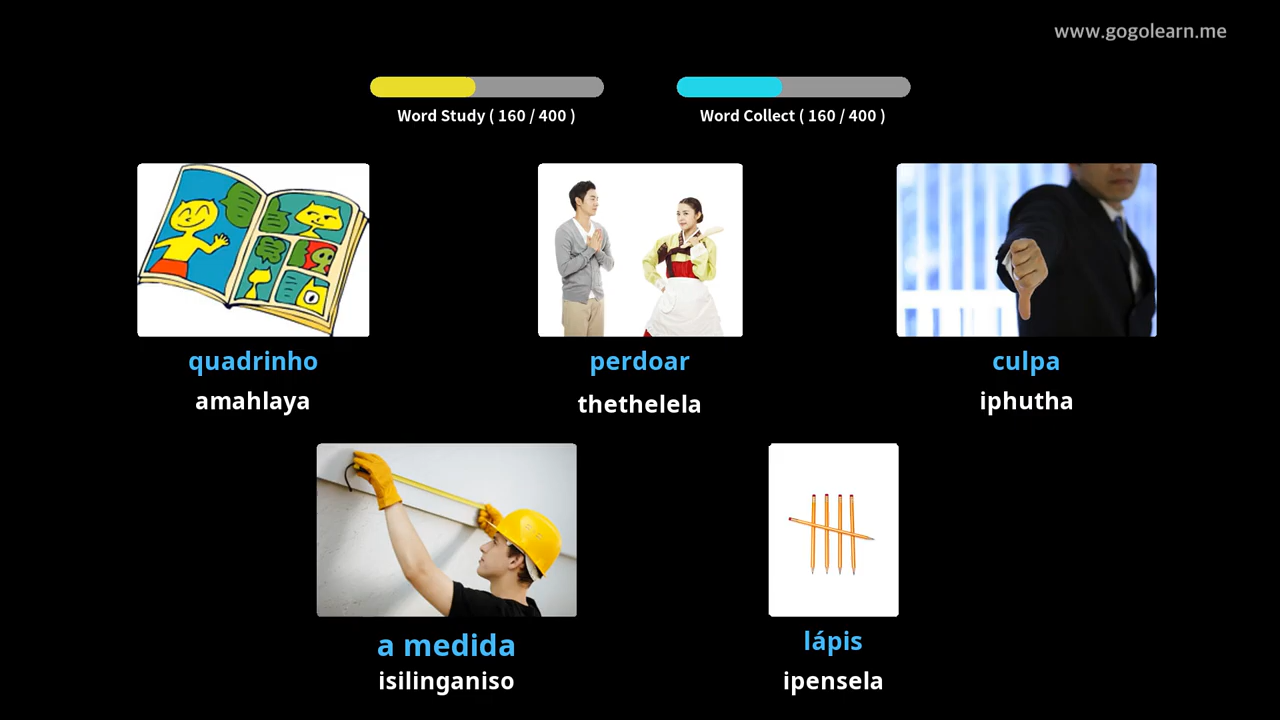 www.gogolearn.me
Word Study ( 160 / 400 )
Word Collect ( 160 / 400 )
quadrinho
perdoar
culpa
amahlaya
thethelela
iphutha
a medida
lápis
isilinganiso
ipensela